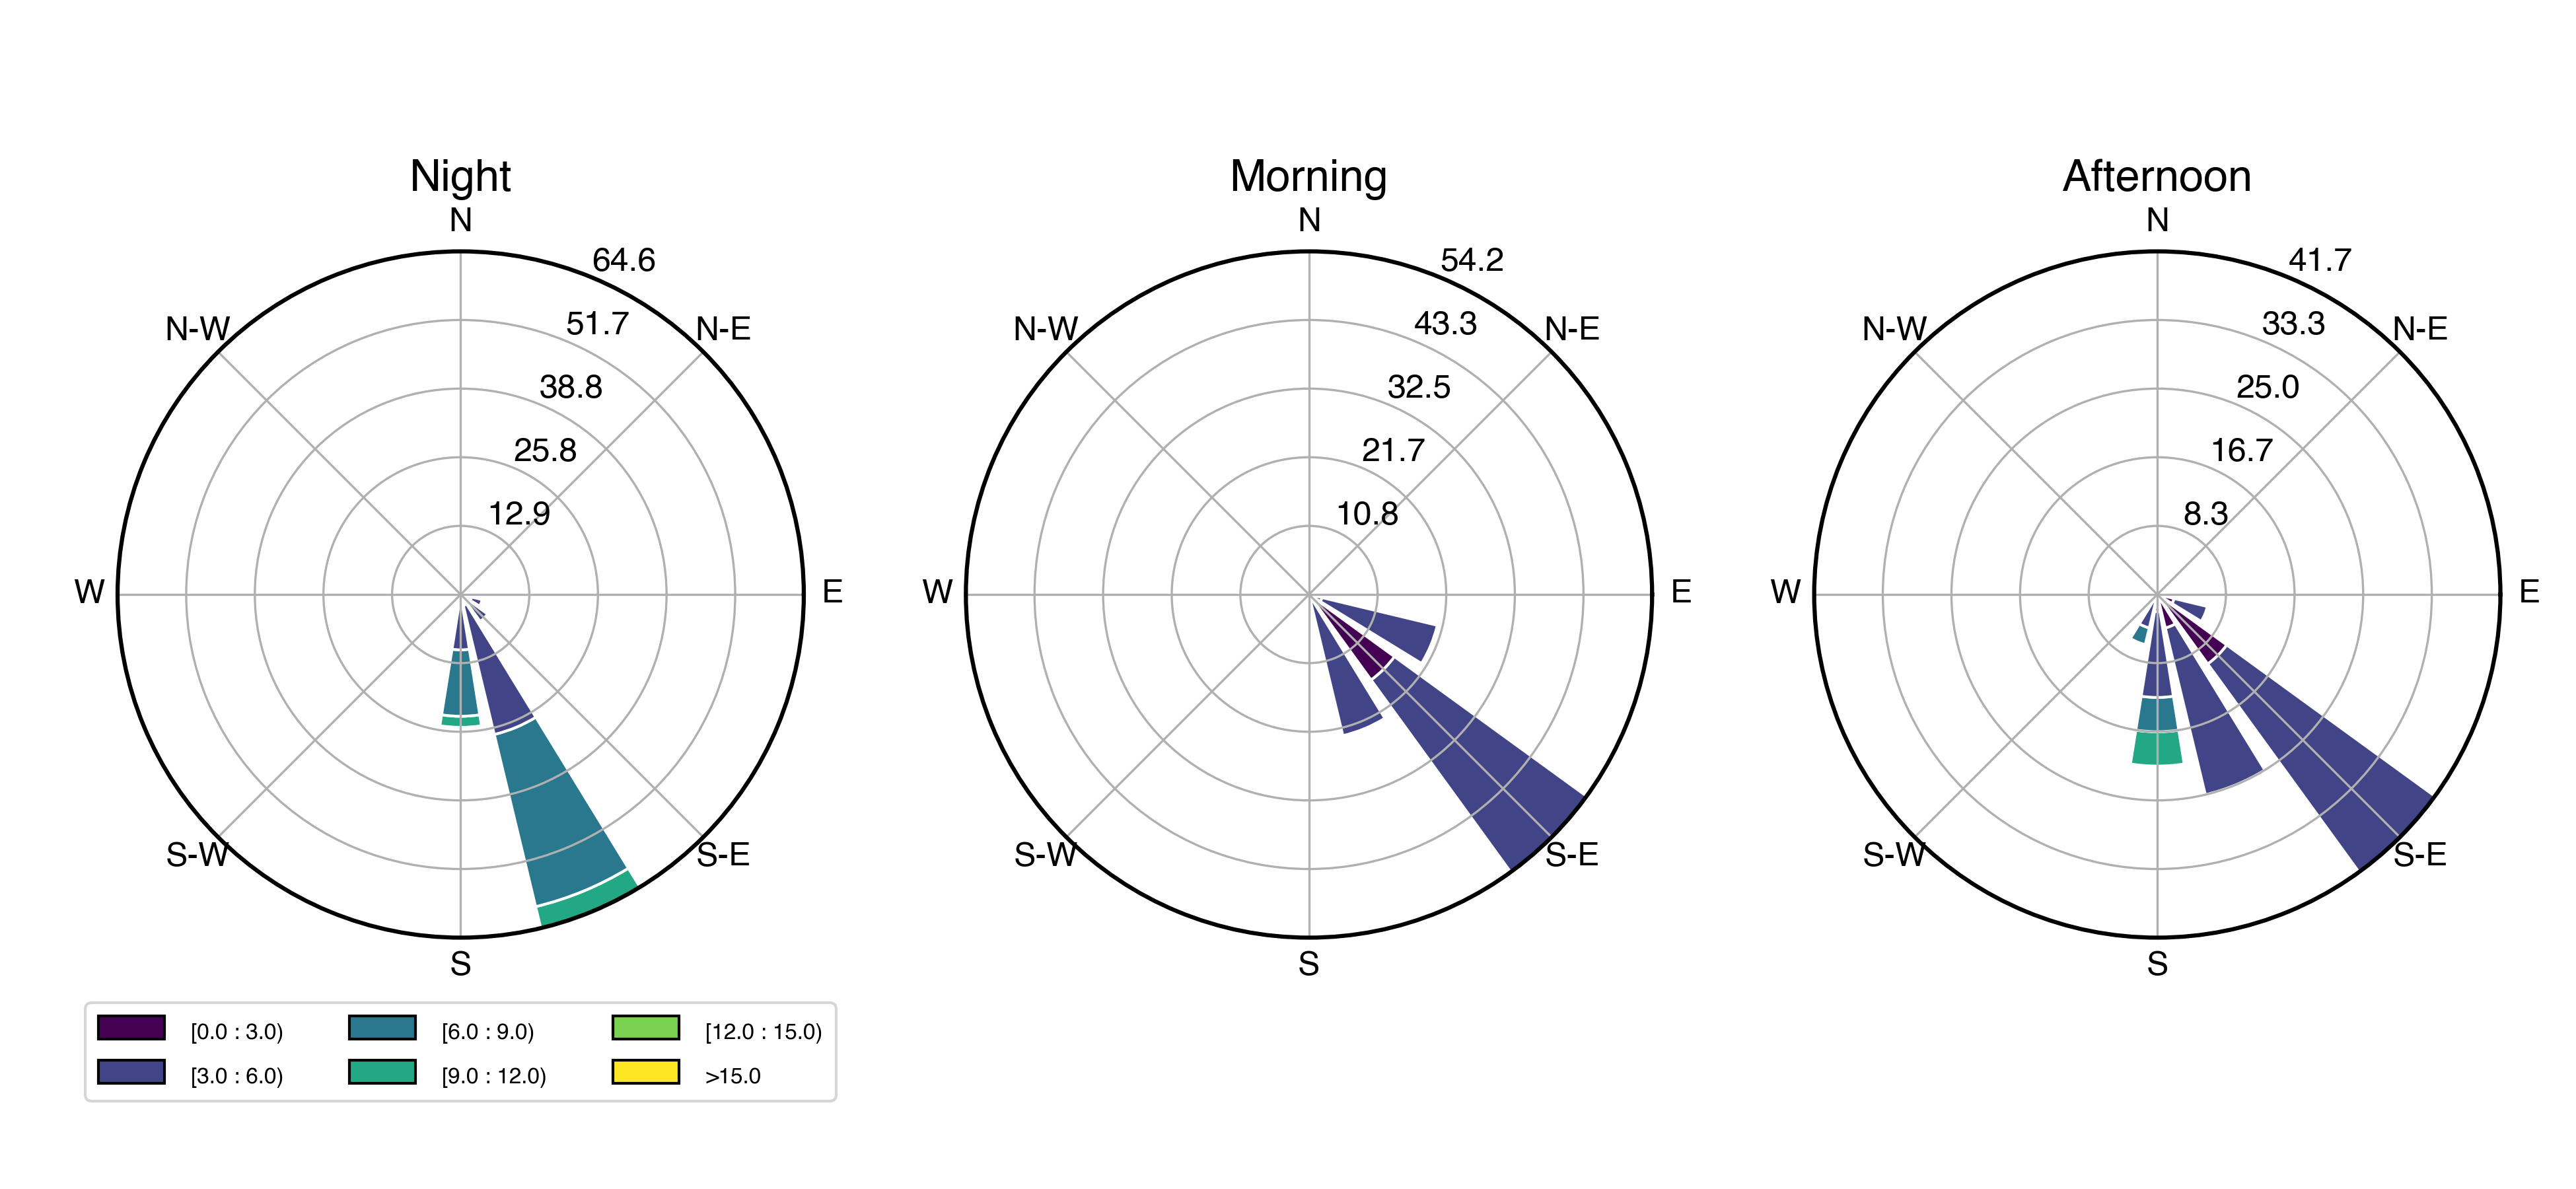 Night
N
64.6
N-W
51.7
N-E
38.8
25.8
12.9
W
E
S-W
S-E
S
Morning
N
54.2
N-W
43.3
N-E
32.5
21.7
10.8
W
E
S-W
S-E
S
Afternoon
N
41.7
N-W
33.3
N-E
25.0
16.7
8.3
W
E
S-W
S-E
S
[0.0 : 3.0)
[6.0 : 9.0)
[12.0 : 15.0)
[3.0 : 6.0)
[9.0 : 12.0)
>15.0